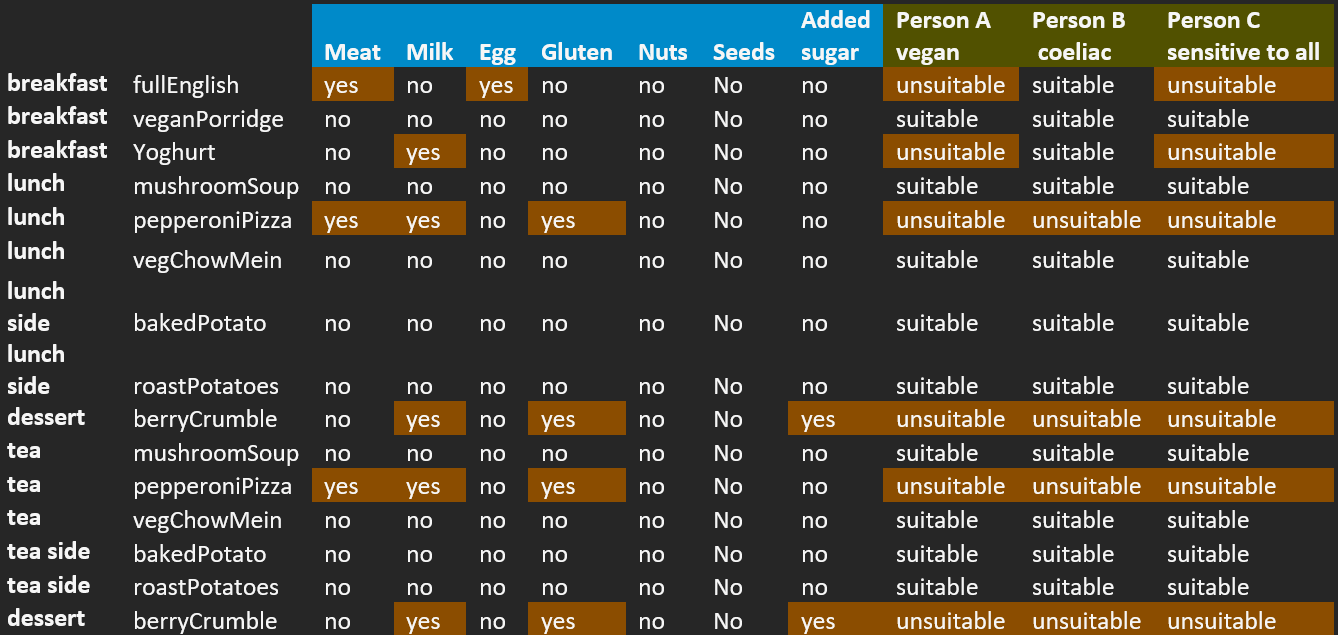 Meat Milk Egg Gluten Nuts Seeds Added sugar Person A vegan Person B coeliac Person C sensitive to all
breakfast fullEnglish yes no yes no no No no unsuitable suitable unsuitable
breakfast veganPorridge no no no no no No no suitable suitable suitable
breakfast Yoghurt no yes no no no No no unsuitable suitable unsuitable
lunch mushroomSoup no no no no no No no suitable suitable suitable
lunch pepperoniPizza yes yes no yes no No no unsuitable unsuitable unsuitable
lunch vegChowMein no no no no no No no suitable suitable suitable
lunch side bakedPotato no no no no no No no suitable suitable suitable
lunch side roastPotatoes no no no no no No no suitable suitable suitable
dessert berryCrumble no yes no yes no No yes unsuitable unsuitable unsuitable
tea mushroomSoup no no no no no No no suitable suitable suitable
tea pepperoniPizza yes yes no yes no No no unsuitable unsuitable unsuitable
tea vegChowMein no no no no no No no suitable suitable suitable
tea side bakedPotato no no no no no No no suitable suitable suitable
tea side roastPotatoes no no no no no No no suitable suitable suitable
dessert berryCrumble no yes no yes no No yes unsuitable unsuitable unsuitable